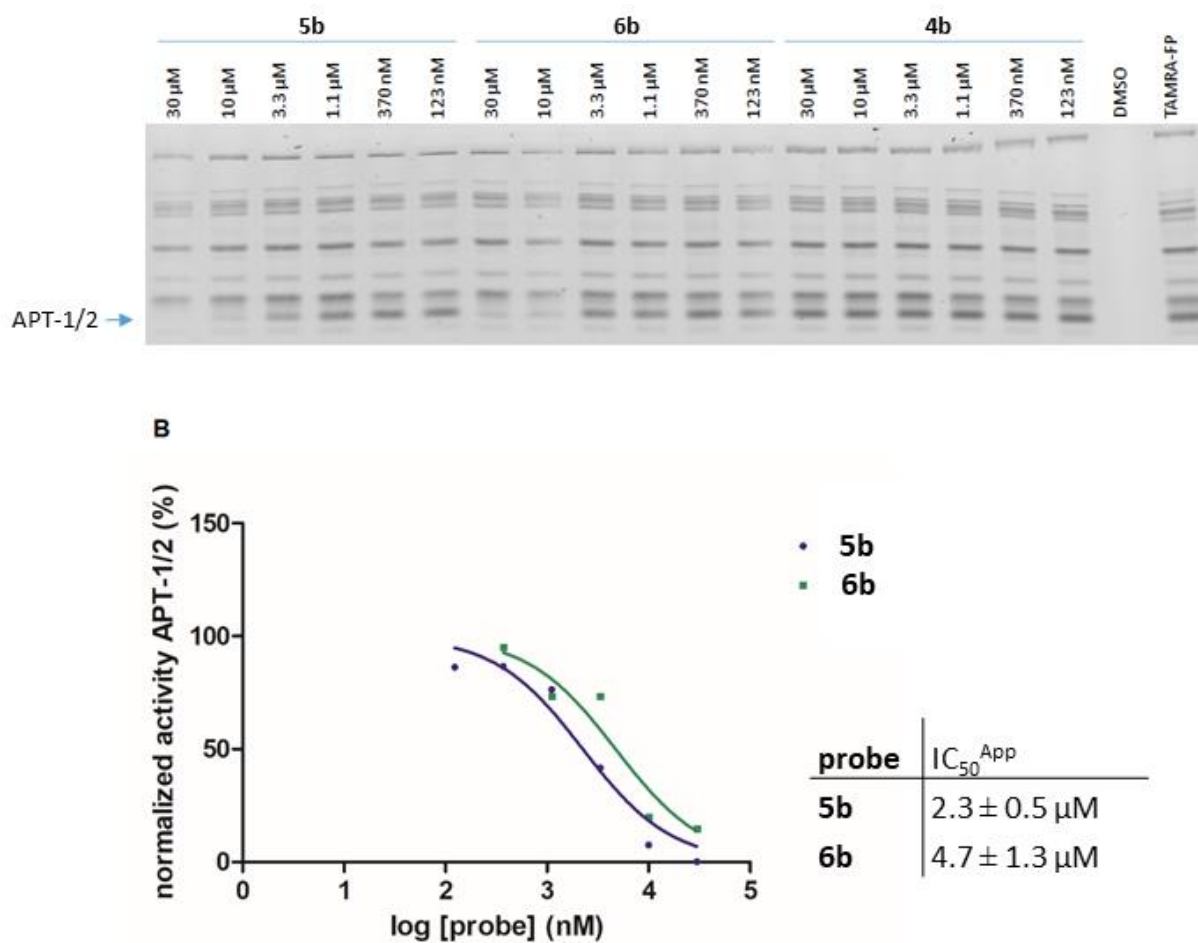 5b 6b 4b
30 µM 10 µM 3.3 µM 1.1 µM 370 nM 123 nM 30 µM 10 µM 3.3 µM 1.1 µM 370 nM 123 nM 30 µM 10 µM 3.3 µM 1.1 µM 370 nM 123 nM DMSO TAMRA-FP
APT-1/2
B
normalized activity APT-1/2 (%)
150
100
50
0
0 1 2 3 4 5
log [probe] (nM)
5b
6b
probe IC50App
5b 2.3 ± 0.5 µM
6b 4.7 ± 1.3 µM